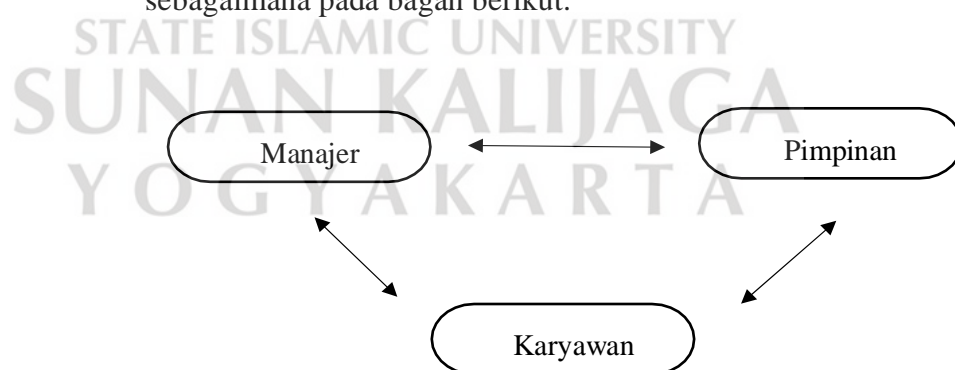 sebagaimana pada bagan berikut:
STATE ISLAMIC UNIVERSITY
SUNAN KALIJAGA
YOGYAKARTA
Manajer
Pimpinan
Karyawan